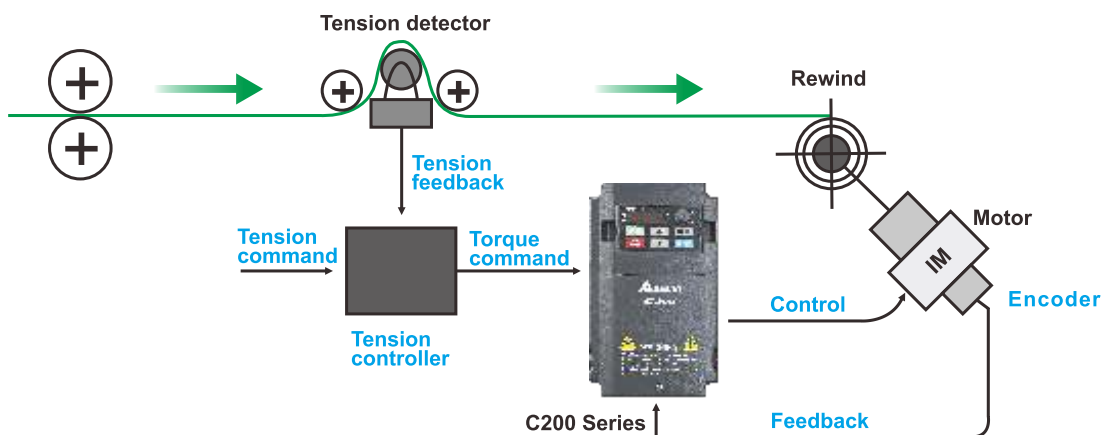 Tension detector
Rewind
Tension
feedback
Tension
command
Torque
command
Motor
IM
Control
Encoder
Tension
controller
C200 Series
Feedback